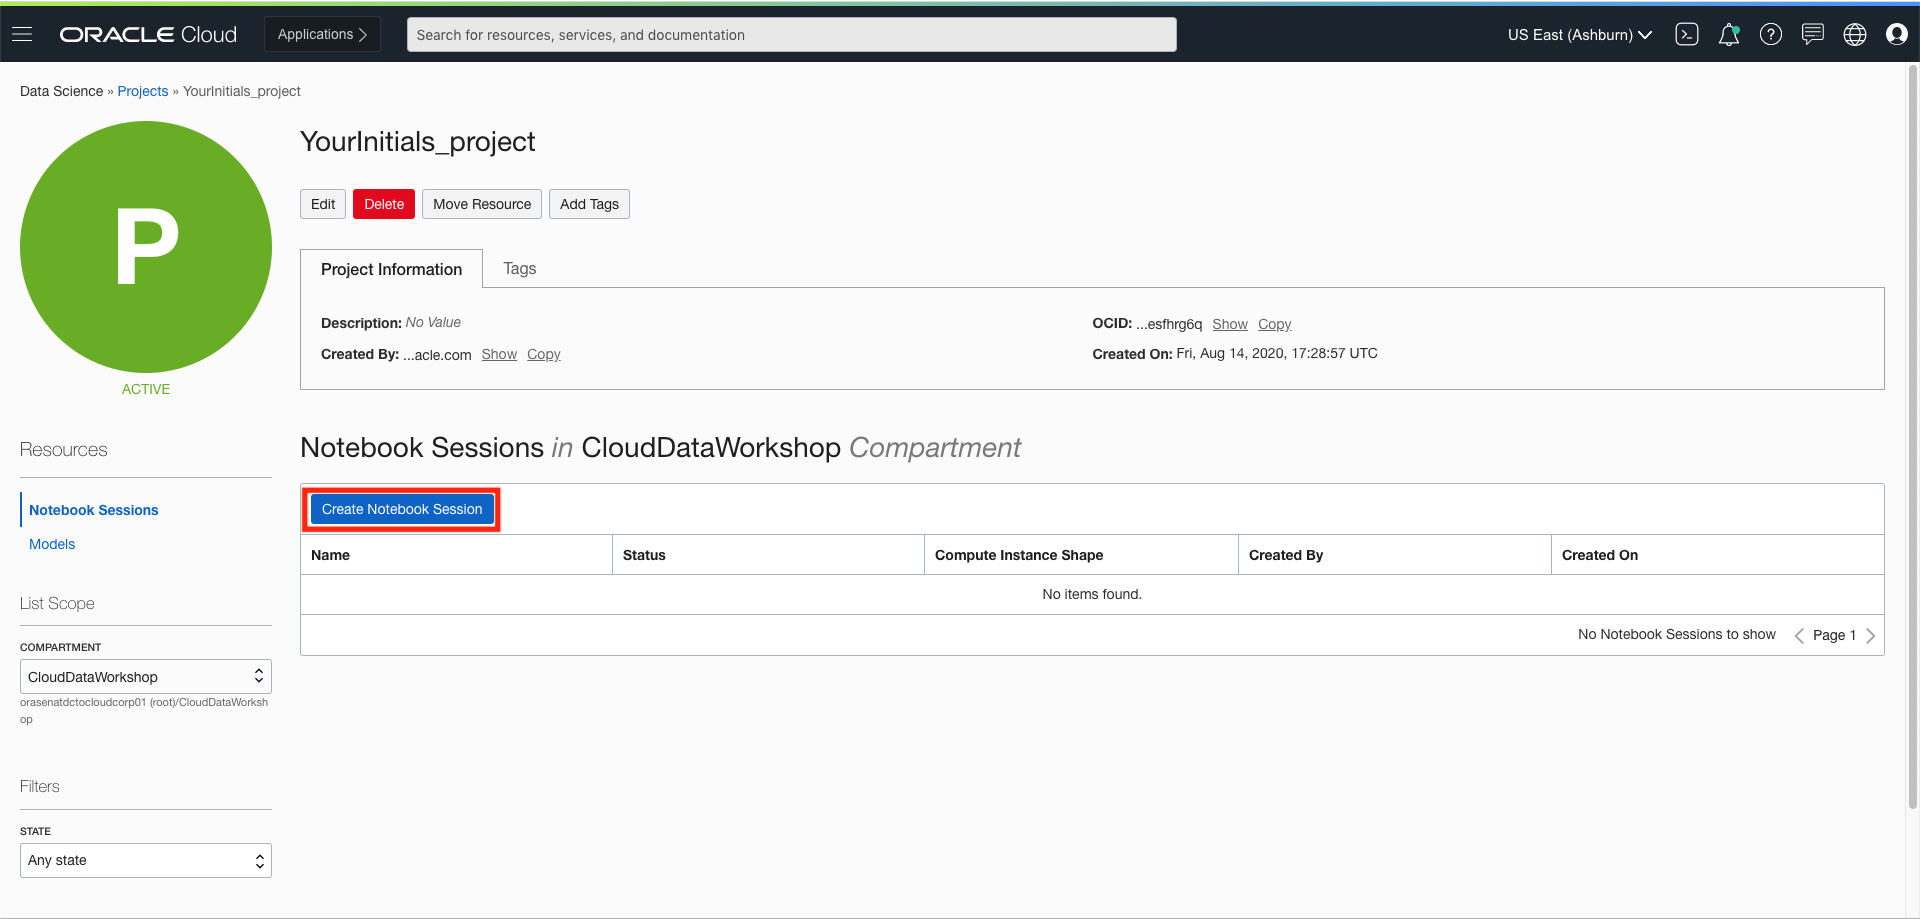 ORACLE Cloud
Applications
Search for resources, services, and documentation
US East (Ashburn)
Data Science » Projects » YourInitials_project
P
ACTIVE
YourInitials_project
Edit
Delete
Move Resource
Add Tags
Project Information
Tags
Description: No Value
Created By: ...acle.com Show Copy
OCID: ...esfhrg6q Show Copy
Created On: Fri, Aug 14, 2020, 17:28:57 UTC
Resources
Notebook Sessions
Models
List Scope
COMPARTMENT
CloudDataWorkshop
orasenatdctocloudcorp01 (root)/CloudDataWorksh
op
Filters
STATE
Any state
Notebook Sessions in CloudDataWorkshop Compartment
Create Notebook Session
Name Status Compute Instance Shape Created By Created On
No items found.
No Notebook Sessions to show Page 1